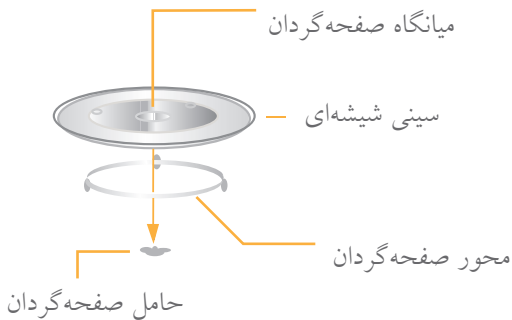 میانگاه صفحه‌گردان
سینی شیشه‌ای
محور صفحه‌گردان
حامل صفحه‌گردان